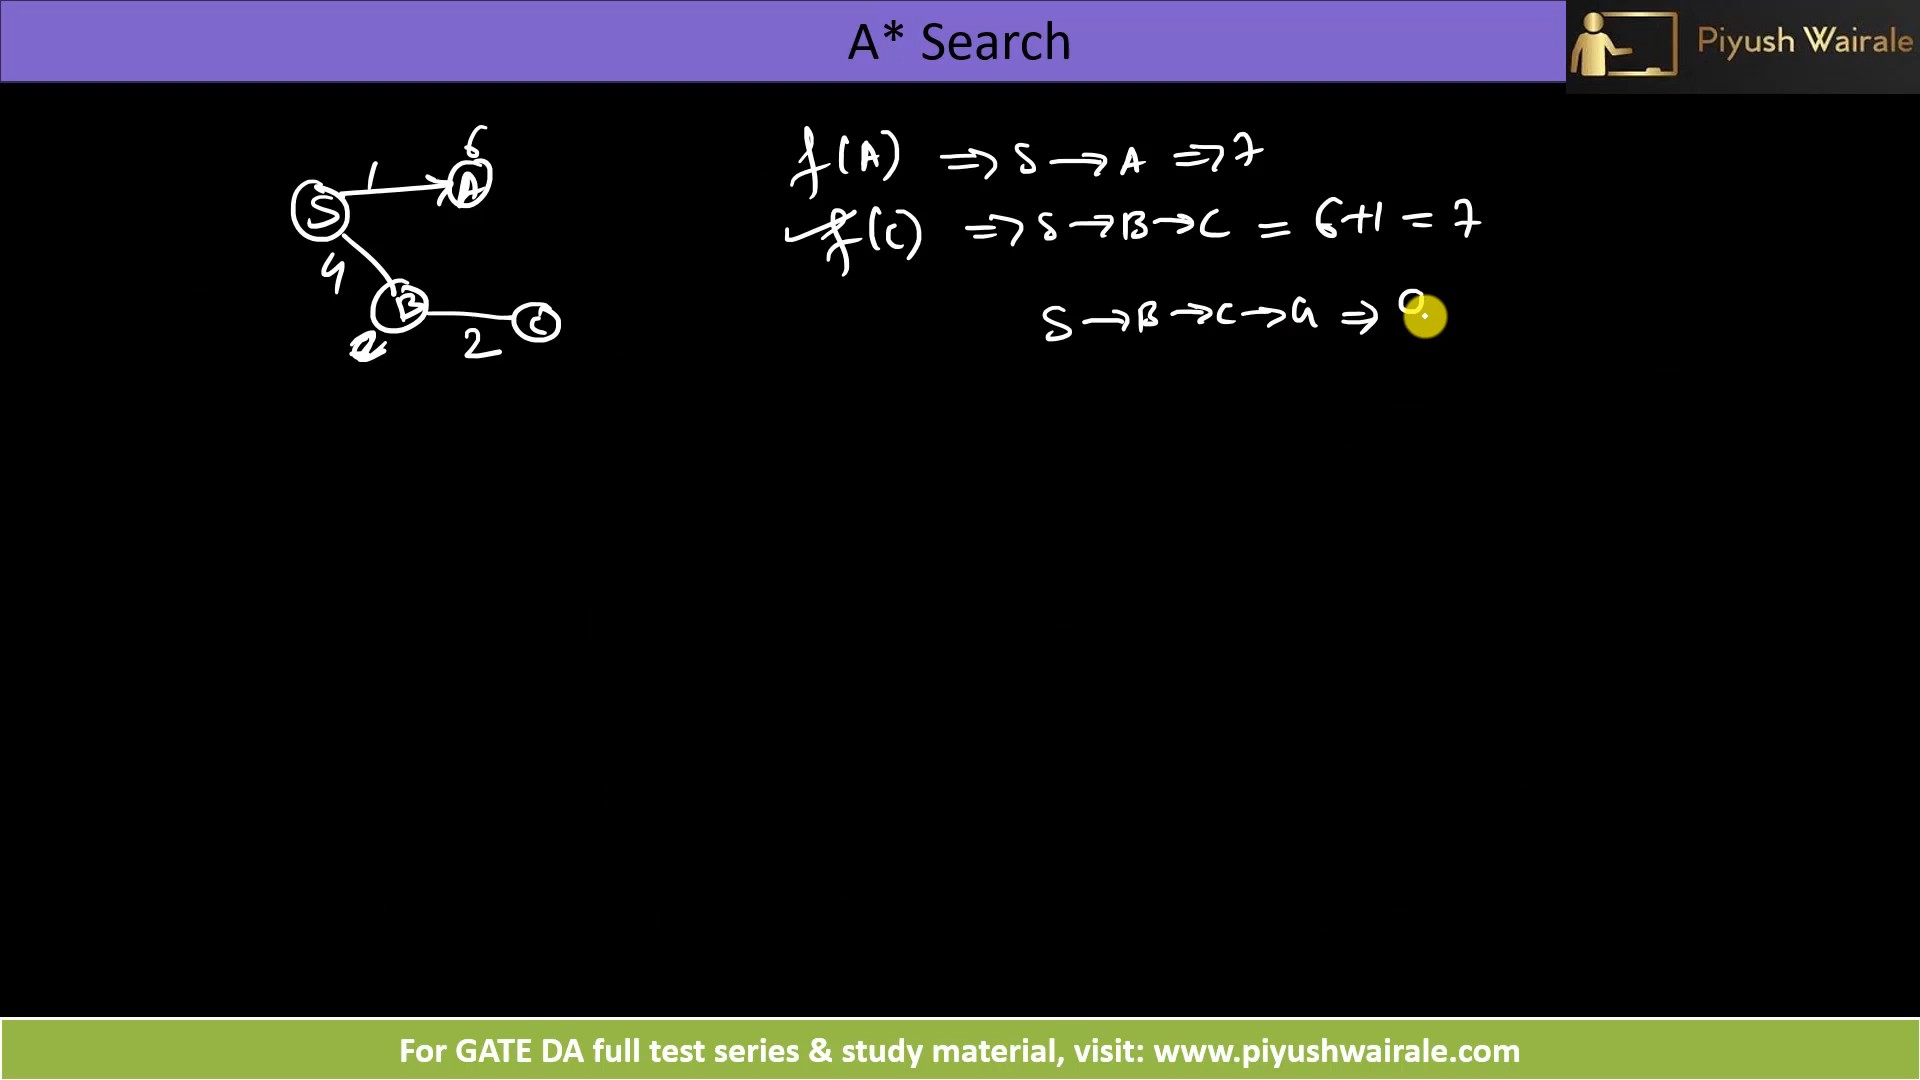 A* Search
Piyush Wairale
6
S 1 A
4
B C
2 2
f(A) ⇒ S → A ⇒ 7
✓ f(C) ⇒ S → B → C = 6+1 = 7
S → B → C → G ⇒
For GATE DA full test series & study material, visit: www.piyushwairale.com